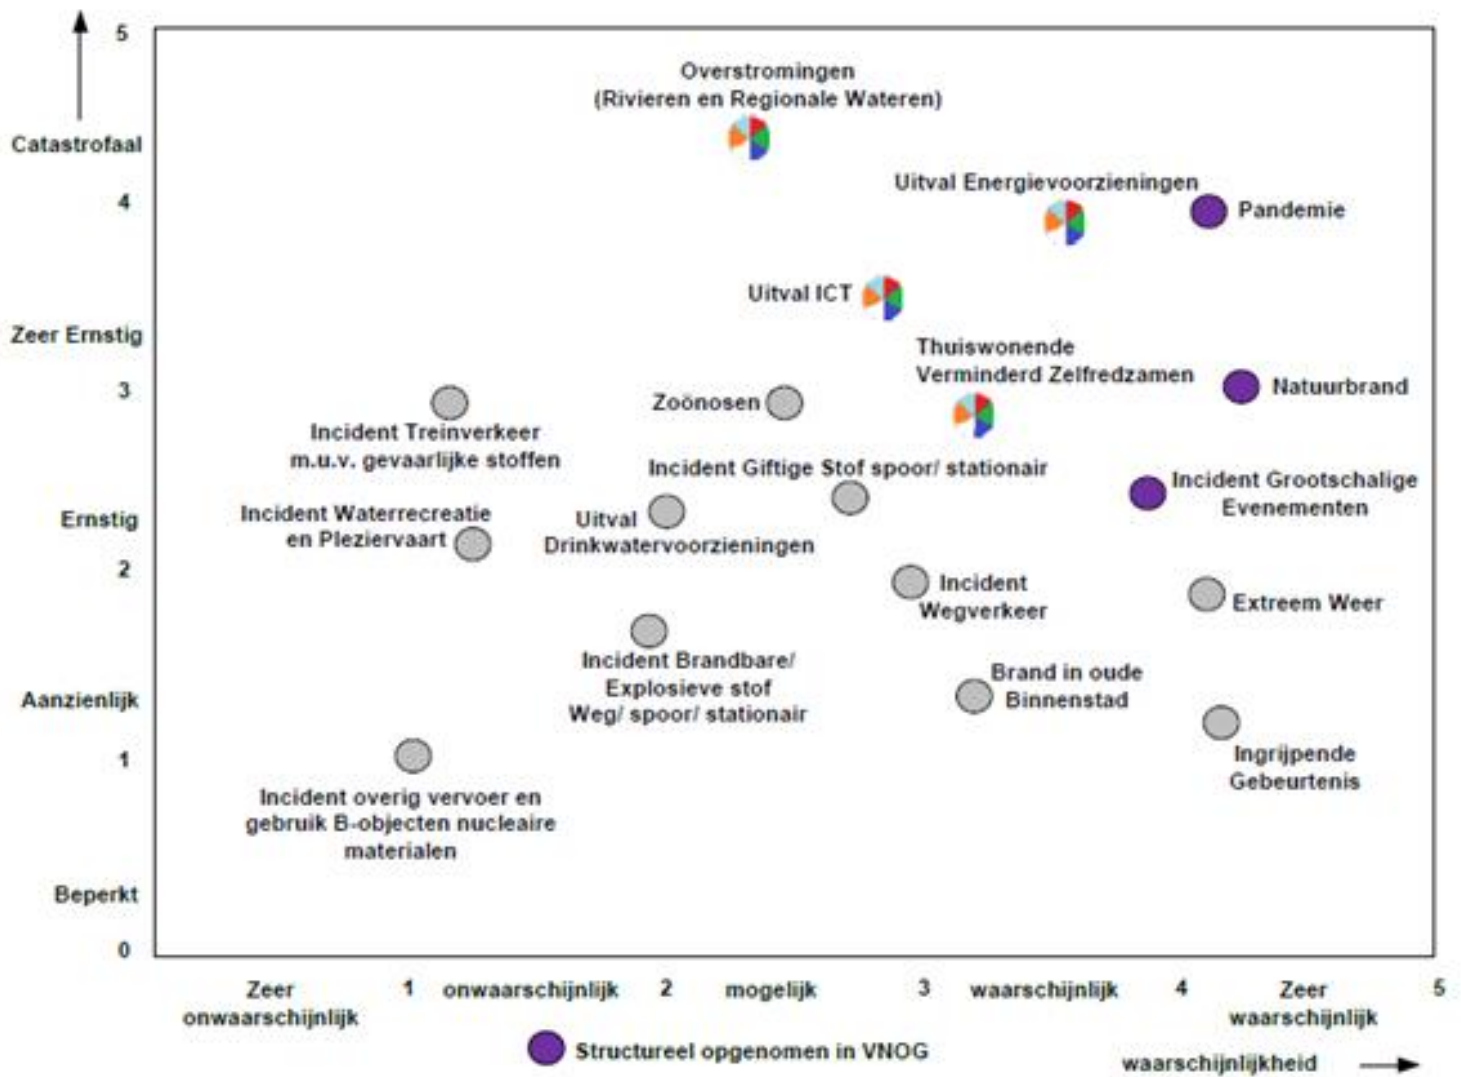 5
Overstromingen
(Rivieren en Regionale Wateren)
Catastrofaal
Uitval Energievoorzieningen
4
Pandemie
Uitval ICT
Zeer Ernstig
Thuiswonende
Verminderd Zelfredzamen
3
Natuurbrand
Zoönosen
Incident Treinverkeer
m.u.v. gevaarlijke stoffen
Incident Giftige Stof spoor/ stationair
Incident Grootschalige
Evenementen
Ernstig
Incident Waterrecreatie
en Pleziervaart
Uitval
Drinkwatervoorzieningen
2
Incident
Wegverkeer
Extreem Weer
Incident Brandbare/
Explosieve stof
Weg/ spoor/ stationair
Brand in oude
Binnenstad
Aanzienlijk
1
Ingrijpende
Gebeurtenis
Incident overig vervoer en
gebruik B-objecten nucleaire
materialen
Beperkt
0
Zeer
onwaarschijnlijk
1
onwaarschijnlijk
2
mogelijk
3
waarschijnlijk
4
Zeer
waarschijnlijk
5
Structureel opgenomen in VNOG
waarschijnlijkheid